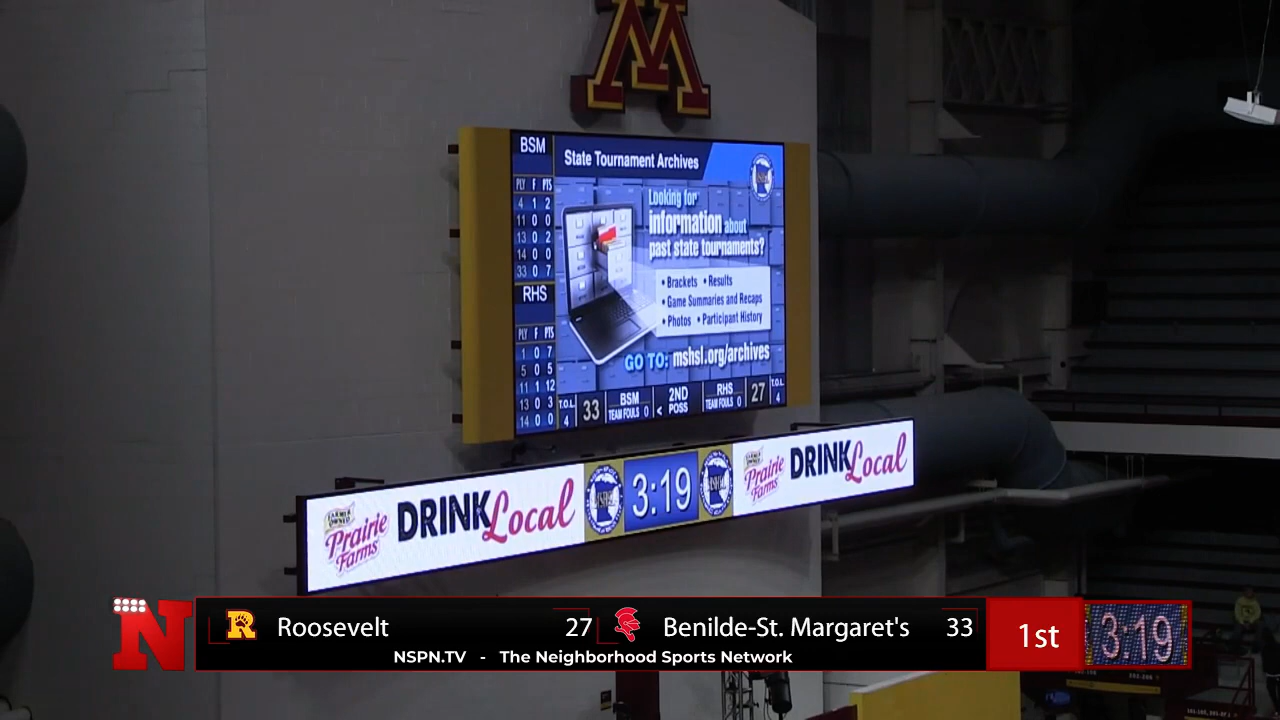 M
BSM
State Tournament Archives
PLY F PTS
4 1 2
11 0 0
13 0 2
14 0 0
33 0 7
Looking for
information about
past state tournaments?
• Brackets • Results
• Game Summaries and Recaps
• Photos • Participant History
GO TO: mshsl.org/archives
RHS
PLY F PTS
1 0 7
5 0 5
11 1 12
13 0 3
14 0 0
T.O.L. 4
33
BSM
TEAM FOULS 0
2ND
< POSS
RHS
TEAM FOULS 0
27
T.O.L. 4
Prairie Farms
DRINK Local
3:19
Prairie Farms
DRINK Local
N
R Roosevelt 27 Benilde-St. Margaret's 33 1st 3:19
NSPN.TV - The Neighborhood Sports Network